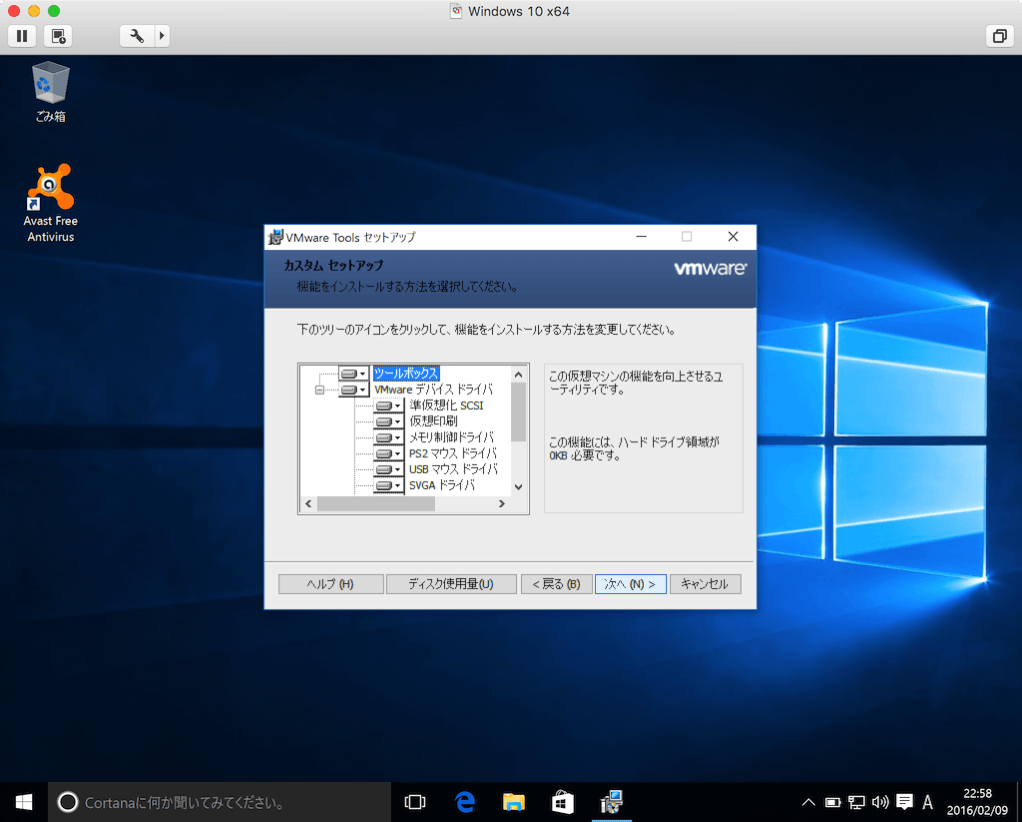 Windows 10 x64
ごみ箱
Avast Free
Antivirus
VMware Tools セットアップ
カスタム セットアップ
機能をインストールする方法を選択してください。
vmware
下のツリーのアイコンをクリックして、機能をインストールする方法を変更してください。
ツールボックス
VMware デバイス ドライバ
準仮想化 SCSI
仮想印刷
メモリ制御ドライバ
PS2 マウス ドライバ
USB マウス ドライバ
SVGA ドライバ
この仮想マシンの機能を向上させるユ
ーティリティです。
この機能には、ハード ドライブ領域が
0KB 必要です。
ヘルプ (H)
ディスク使用量(U)
< 戻る (B)
次へ (N) >
キャンセル
Cortanaに何か聞いてみてください。
A
22:58
2016/02/09